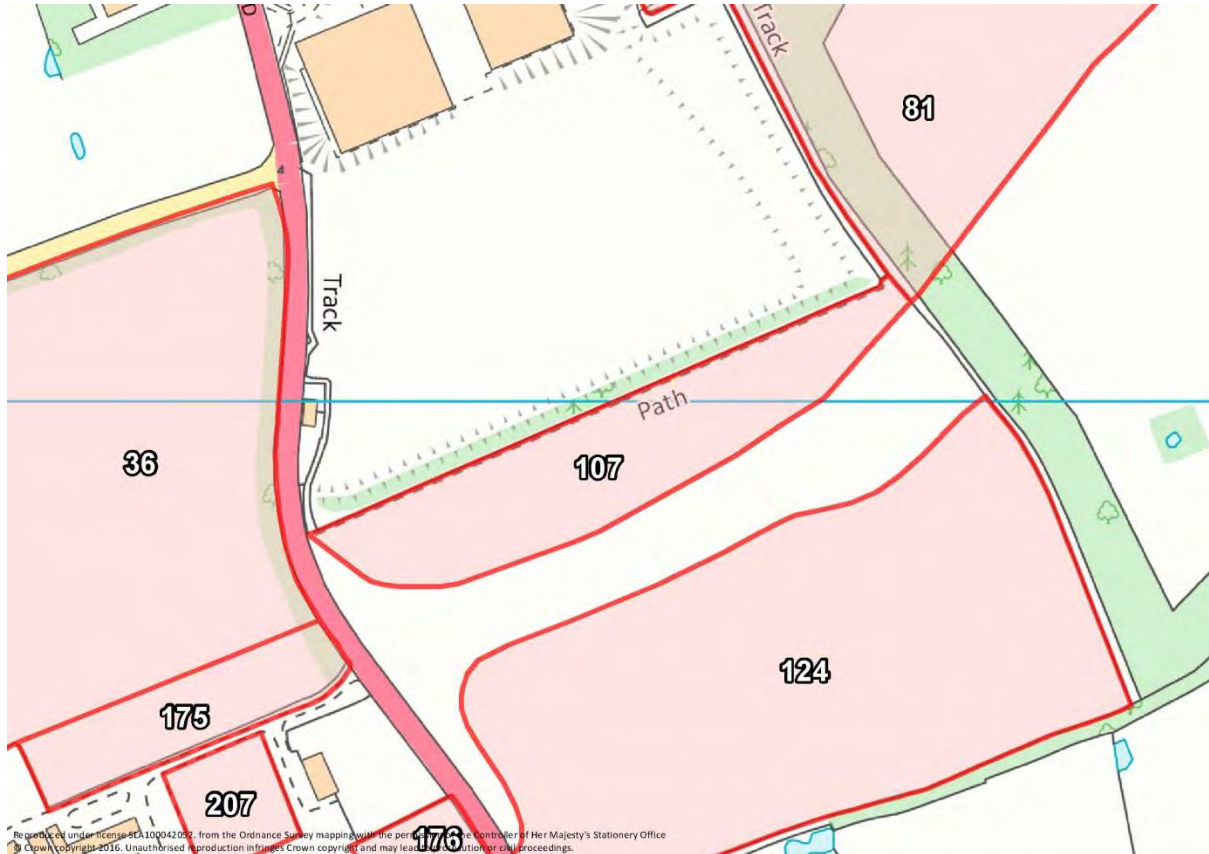 D
Track
81
4
Track
Path
107
36
124
175
207
176
Reproduced under license SLA100042052. from the Ordnance Survey mapping with the permission of the Controller of Her Majesty's Stationery Office
© Crown copyright 2016. Unauthorised reproduction infringes Crown copyright and may lead to prosecution or civil proceedings.